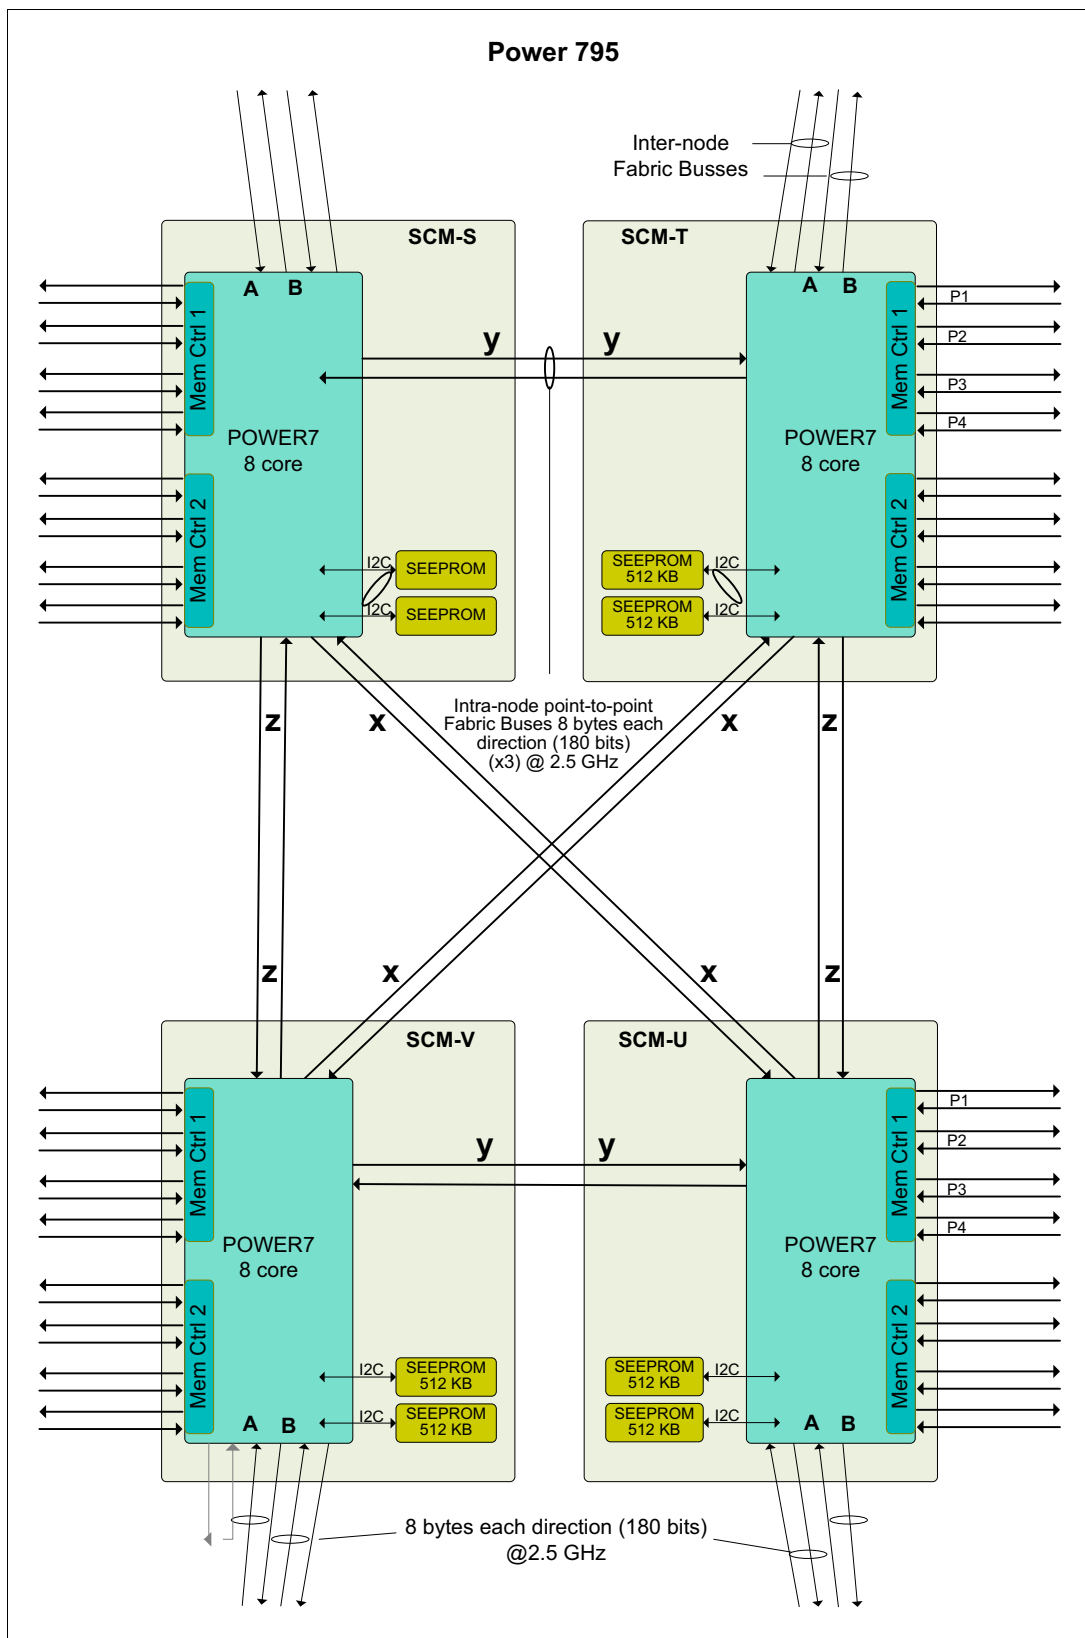 Power 795
Inter-node
Fabric Busses
SCM-S
SCM-T
A B
A B
Mem Ctrl 1
Mem Ctrl 1
P1
P2
P3
P4
y
y
POWER7
8 core
POWER7
8 core
Mem Ctrl 2
Mem Ctrl 2
I2C
SEEPROM
I2C
SEEPROM
SEEPROM
512 KB
I2C
SEEPROM
512 KB
I2C
z
x
x
z
Intra-node point-to-point
Fabric Buses 8 bytes each
direction (180 bits)
(x3) @ 2.5 GHz
z
x
x
z
SCM-V
SCM-U
Mem Ctrl 1
Mem Ctrl 1
P1
P2
P3
P4
y
y
POWER7
8 core
POWER7
8 core
Mem Ctrl 2
Mem Ctrl 2
I2C
SEEPROM
512 KB
I2C
SEEPROM
512 KB
SEEPROM
512 KB
I2C
SEEPROM
512 KB
I2C
A B
A B
8 bytes each direction (180 bits)
@2.5 GHz